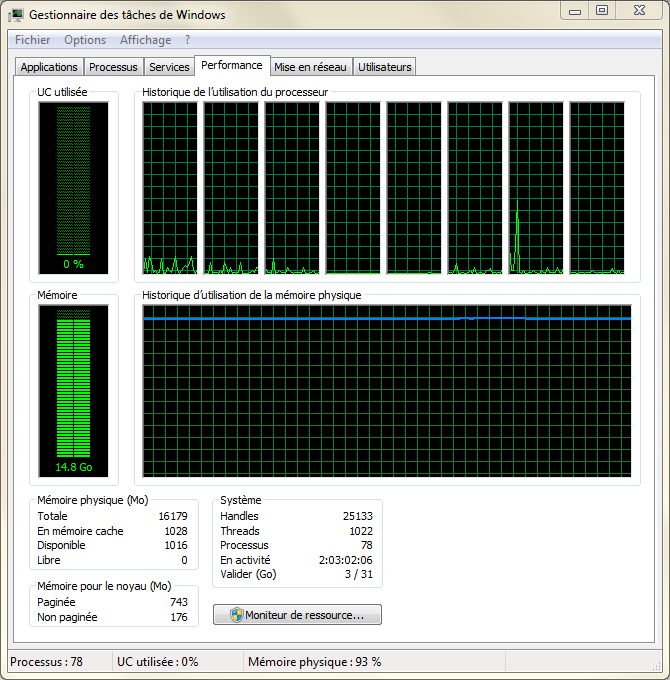 Gestionnaire des tâches de Windows
Fichier Options Affichage ?
Applications Processus Services Performance Mise en réseau Utilisateurs
UC utilisée
0 %
Historique de l'utilisation du processeur
Mémoire
14.8 Go
Historique d'utilisation de la mémoire physique
Mémoire physique (Mo)
Totale 16179
En mémoire cache 1028
Disponible 1016
Libre 0
Mémoire pour le noyau (Mo)
Paginée 743
Non paginée 176
Système
Handles 25133
Threads 1022
Processus 78
En activité 2:03:02:06
Valider (Go) 3 / 31
Moniteur de ressource...
Processus : 78 UC utilisée : 0% Mémoire physique : 93 %